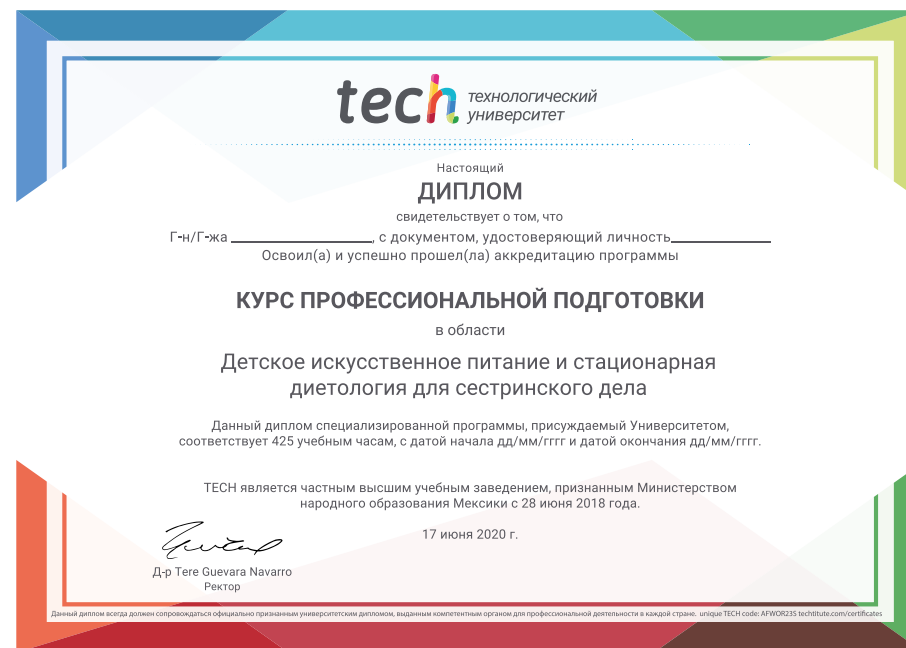 tech технологический
университет
Настоящий
ДИПЛОМ
свидетельствует о том, что
Г-н/Г-жа ____________________, с документом, удостоверяющий личность______________
Освоил(а) и успешно прошел(ла) аккредитацию программы
КУРС ПРОФЕССИОНАЛЬНОЙ ПОДГОТОВКИ
в области
Детское искусственное питание и стационарная
диетология для сестринского дела
Данный диплом специализированной программы, присуждаемый Университетом,
соответствует 425 учебным часам, с датой начала дд/мм/гггг и датой окончания дд/мм/гггг.
TECH является частным высшим учебным заведением, признанным Министерством
народного образования Мексики с 28 июня 2018 года.
17 июня 2020 г.
Д-р Tere Guevara Navarro
Ректор
Данный диплом всегда должен сопровождаться официально признанным университетским дипломом, выданным компетентным органом для профессиональной деятельности в каждой стране. unique TECH code: AFWOR23S techtitute.com/certificates